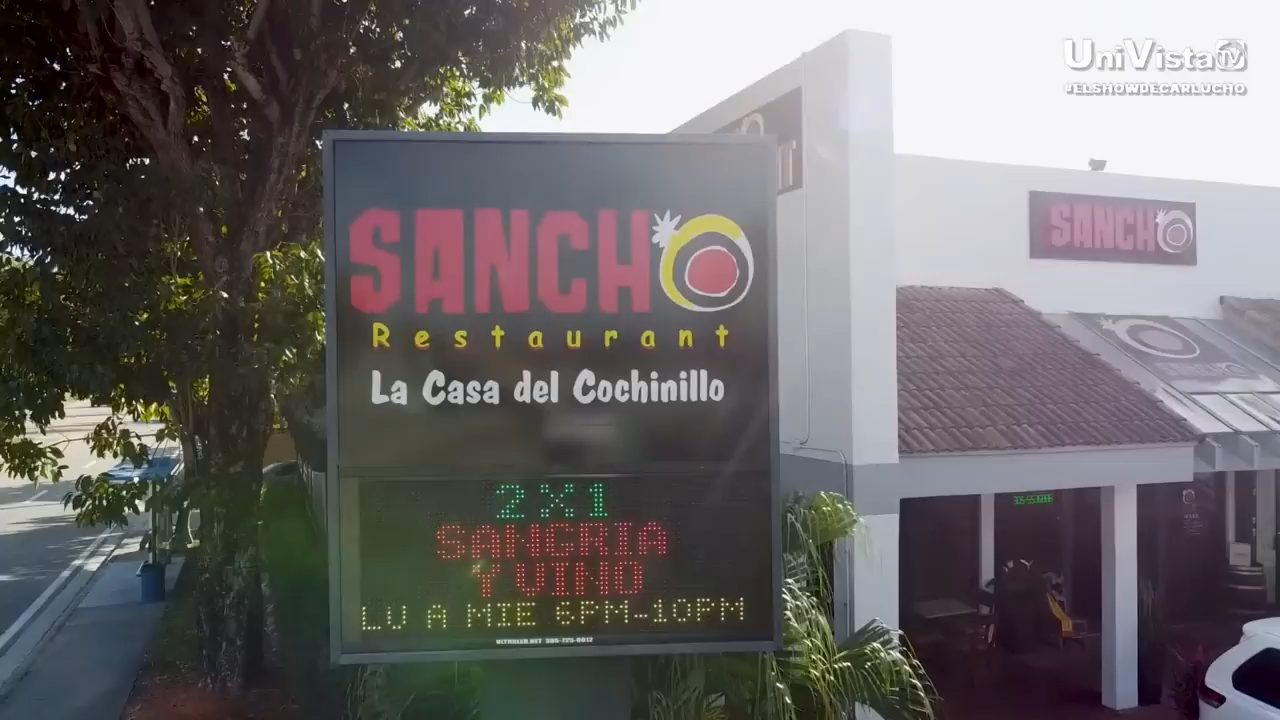 UniVista TV
#ELSHOWDECARLUCHO
SANCHO
Restaurant
La Casa del Cochinillo
2X1
SANGRIA
Y VINO
LU A MIE 6PM-10PM
SANCHO